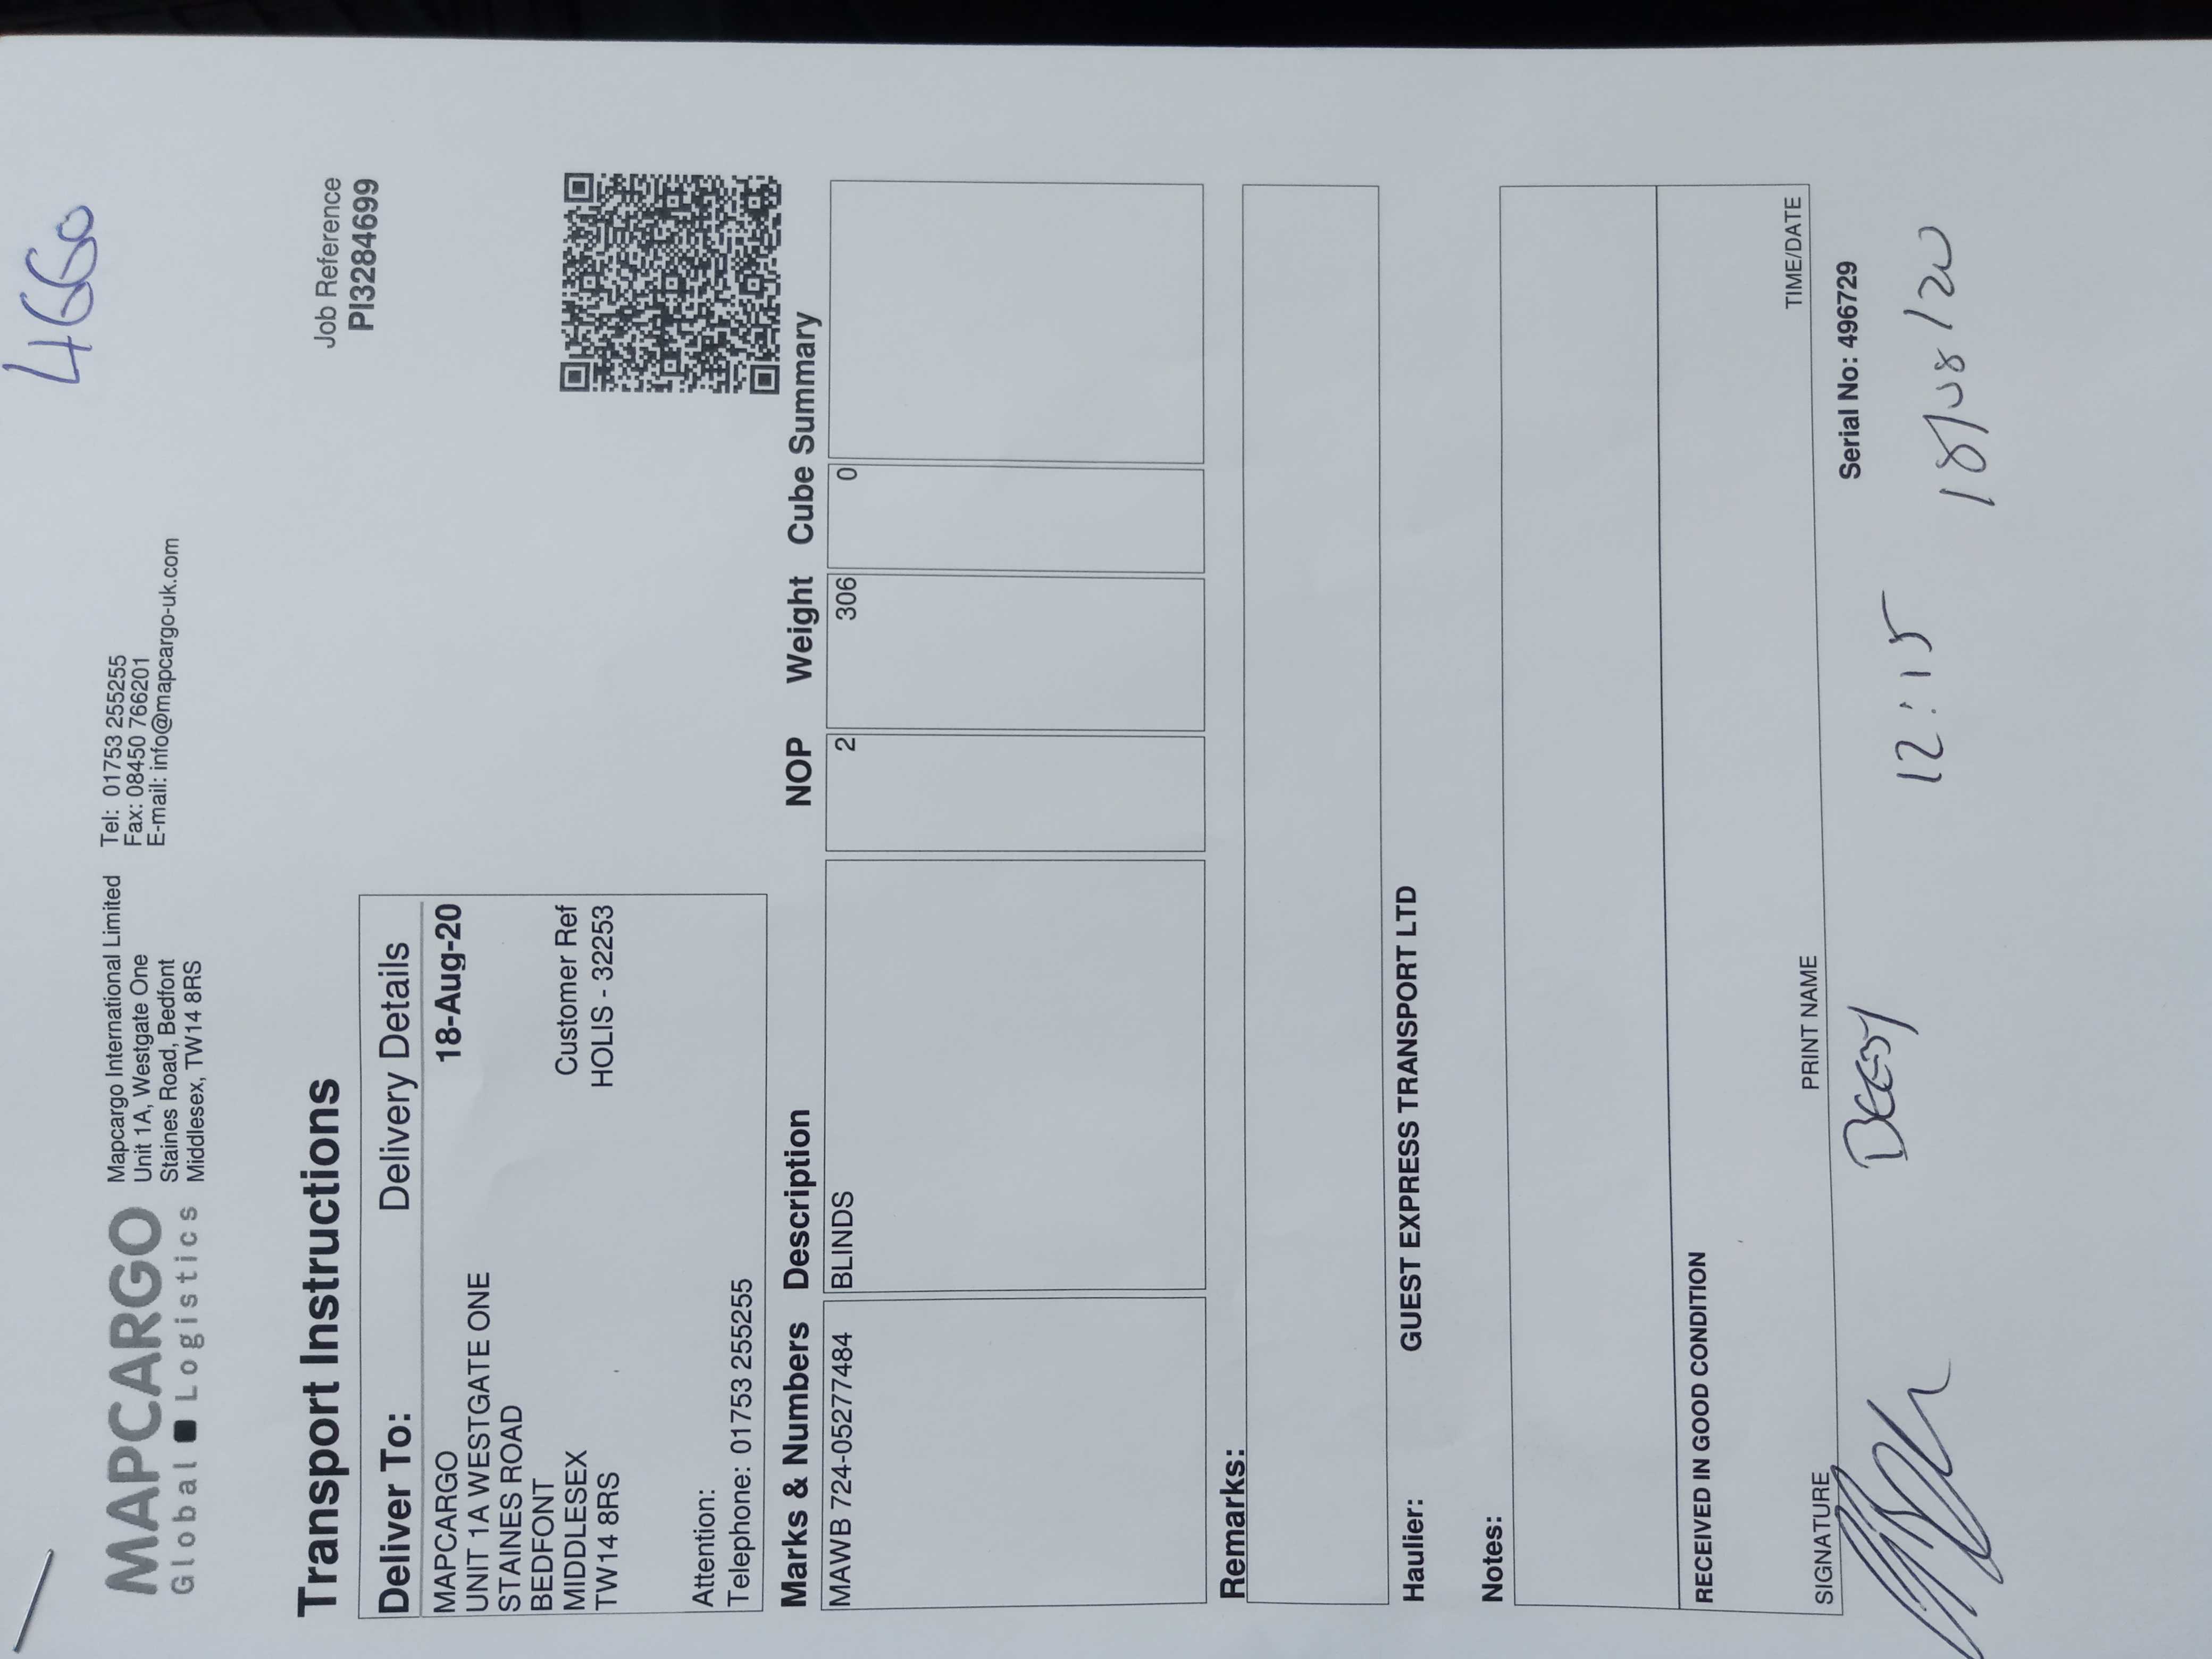 4660
MAPCARGO
Global Logistics
Mapcargo International Limited
Unit 1A, Westgate One
Staines Road, Bedfont
Middlesex, TW14 8RS
Tel: 01753 255255
Fax: 08450 766201
E-mail: info@mapcargo-uk.com
Transport Instructions
Job Reference
PI3284699
Deliver To: Delivery Details
MAPCARGO 18-Aug-20
UNIT 1A WESTGATE ONE
STAINES ROAD
BEDFONT
MIDDLESEX Customer Ref
TW14 8RS HOLIS - 32253
Attention:
Telephone: 01753 255255
Marks & Numbers Description NOP Weight Cube Summary
MAWB 724-05277484 BLINDS 2 306 0
Remarks:
Haulier: GUEST EXPRESS TRANSPORT LTD
Notes:
RECEIVED IN GOOD CONDITION
SIGNATURE PRINT NAME TIME/DATE
Serial No: 496729
12:15 18/08/20